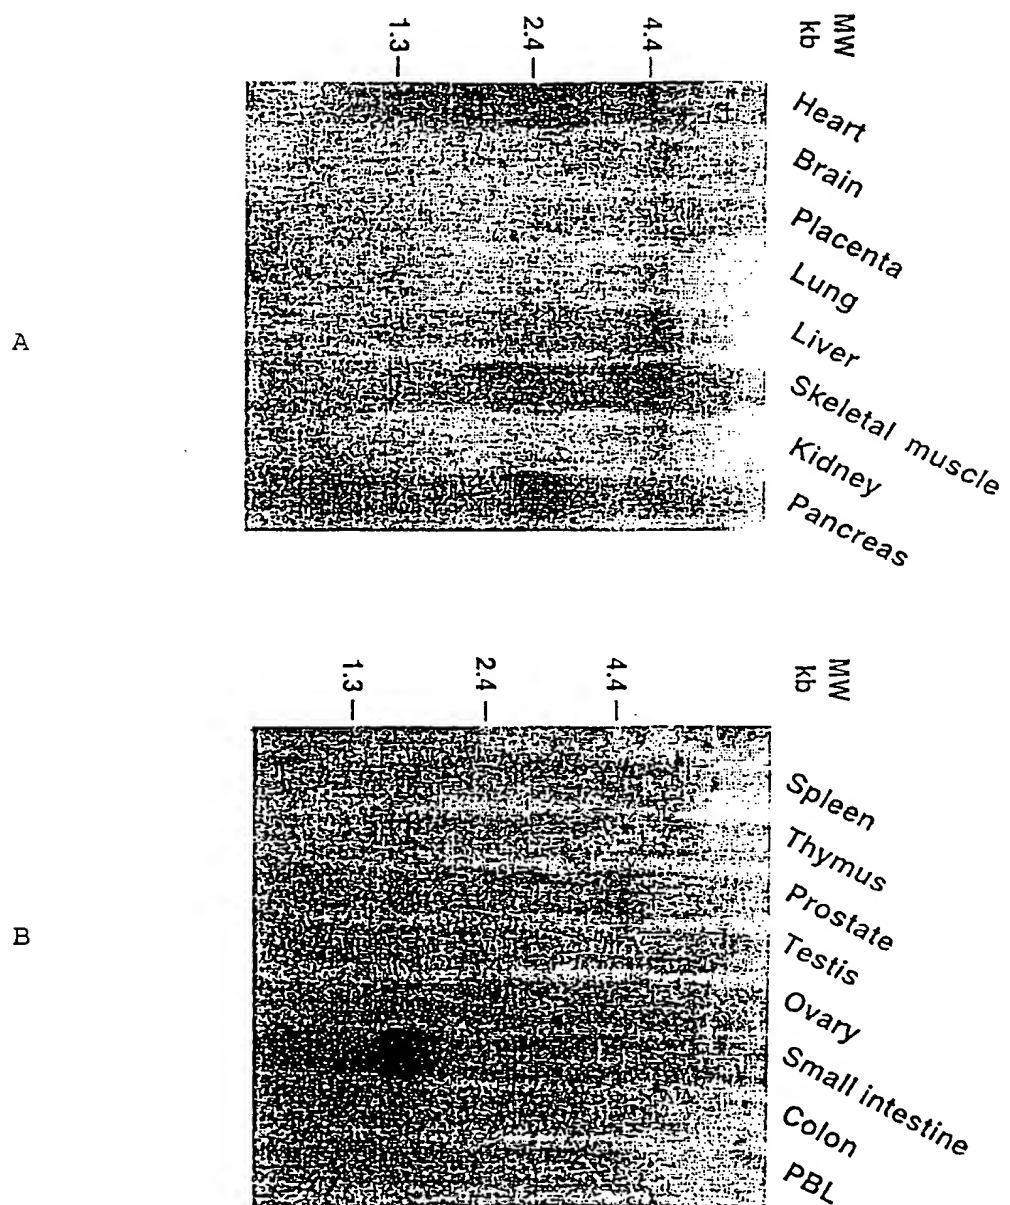 1.3
2.4
4.4
MW
kb
Heart
Brain
Placenta
Lung
Liver
Skeletal muscle
Kidney
Pancreas
A
1.3
2.4
4.4
MW
kb
Spleen
Thymus
Prostate
Testis
Ovary
Small intestine
Colon
PBL
B